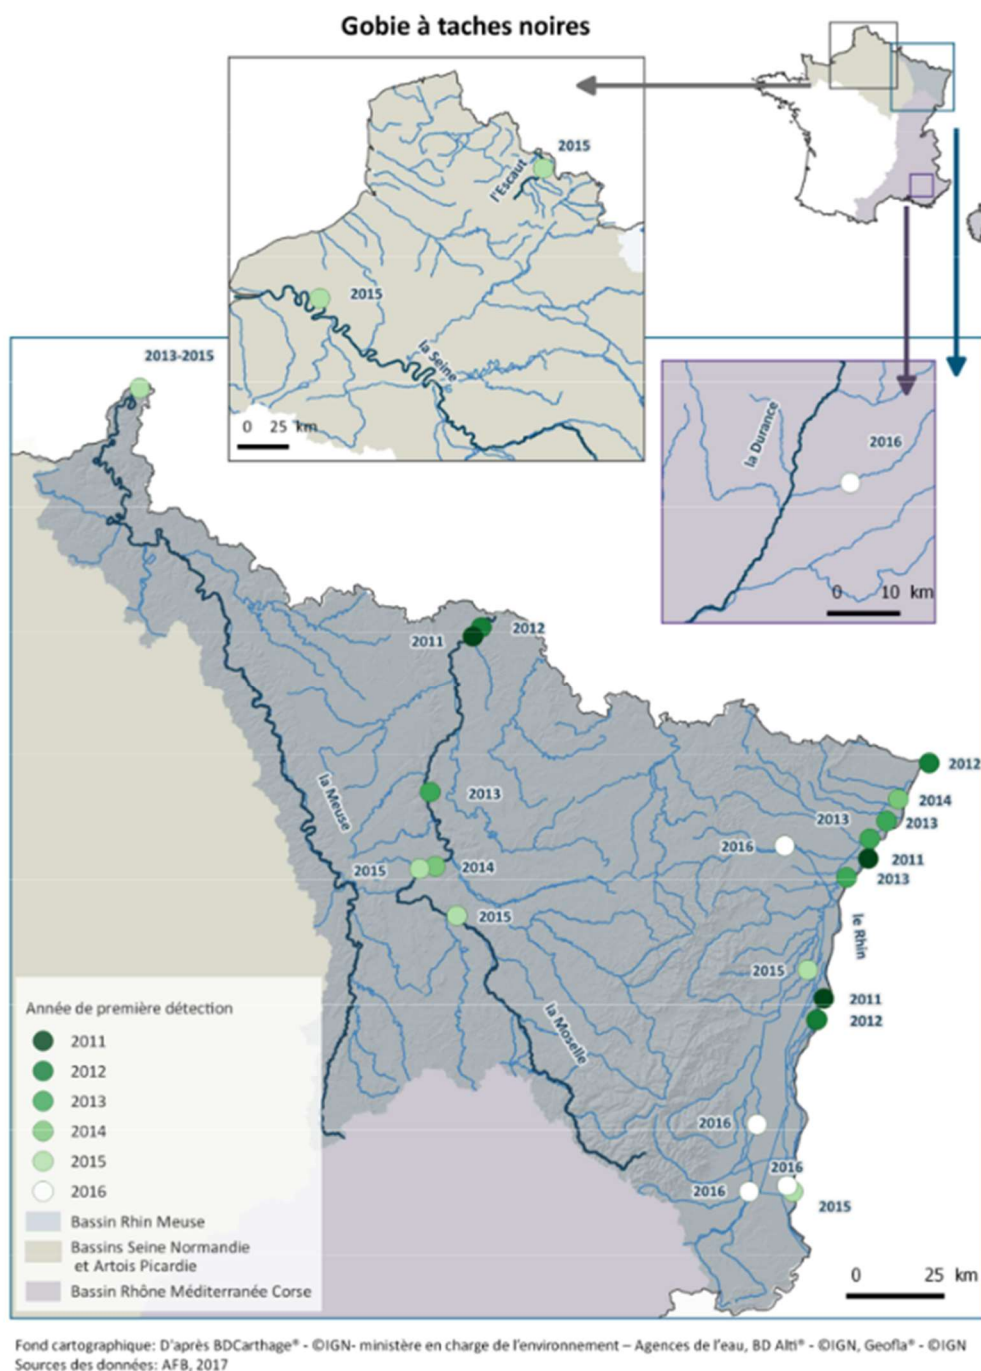 Gobie à taches noires
2015
l'Escaut
2015
la Seine
0 25 km
2013-2015
la Durance
2016
0 10 km
2011
2012
2012
2014
2013
2013
2013
2016
2011
2013
la Meuse
2015
2014
2015
le Rhin
2015
2011
2012
la Moselle
2016
2016
2016
2015
Année de première détection
2011
2012
2013
2014
2015
2016
Bassin Rhin Meuse
Bassins Seine Normandie
et Artois Picardie
Bassin Rhône Méditerranée Corse
0 25 km
Fond cartographique: D'après BDCarthage® - ©IGN- ministère en charge de l'environnement – Agences de l'eau, BD Alti® - ©IGN, Geofla® - ©IGN
Sources des données: AFB, 2017